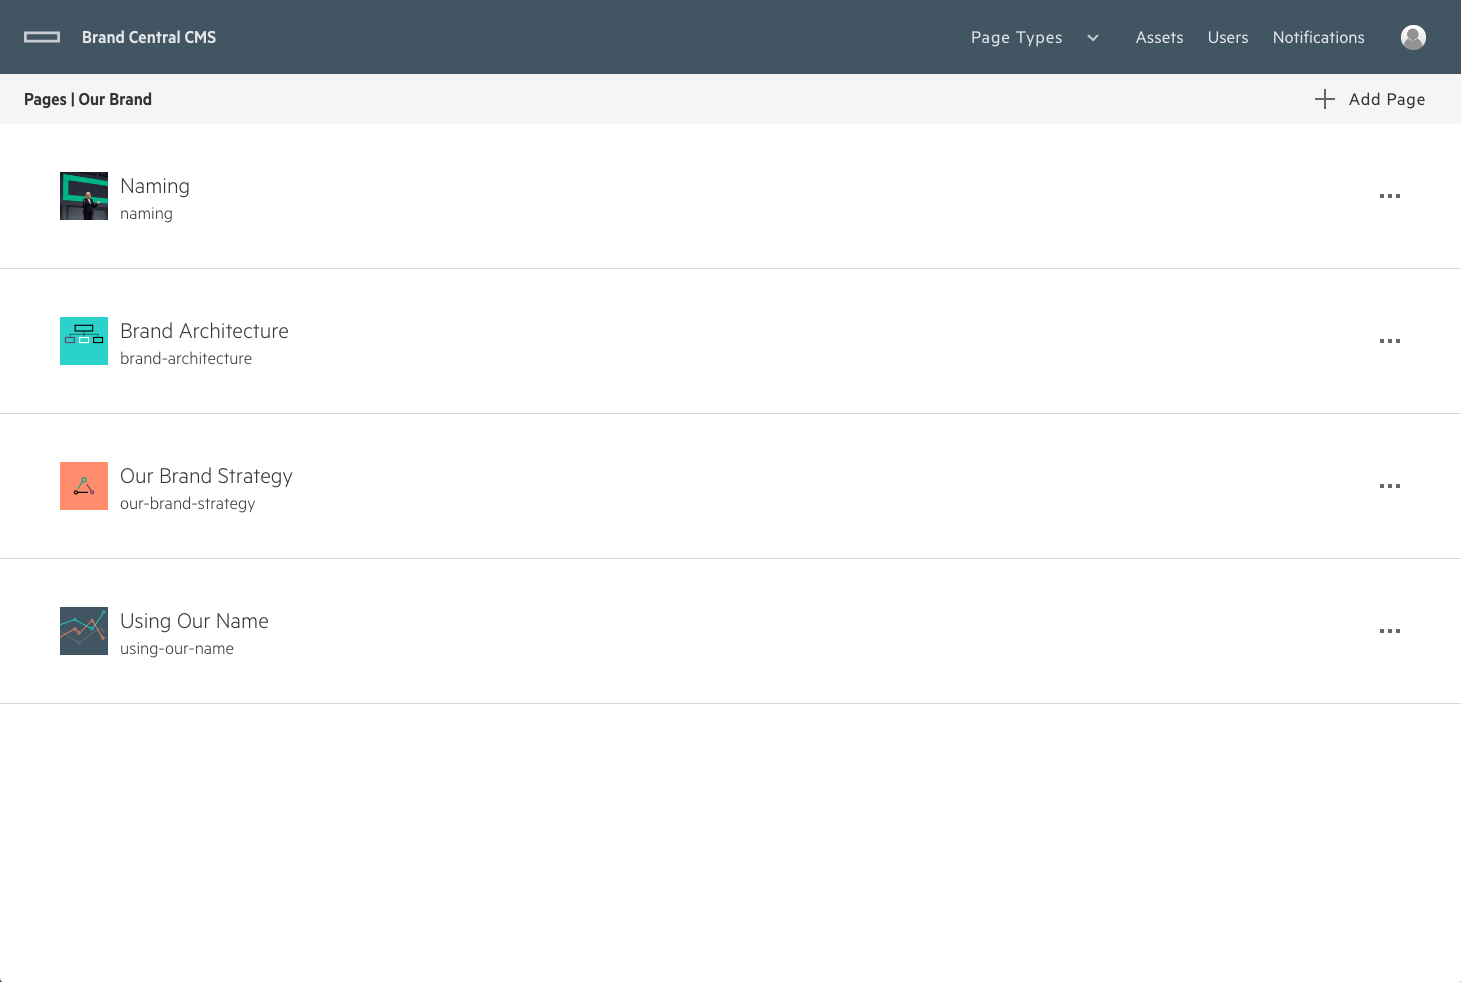 Brand Central CMS
Page Types
Assets
Users
Notifications
Pages | Our Brand
Add Page
Naming
naming
Brand Architecture
brand-architecture
Our Brand Strategy
our-brand-strategy
Using Our Name
using-our-name